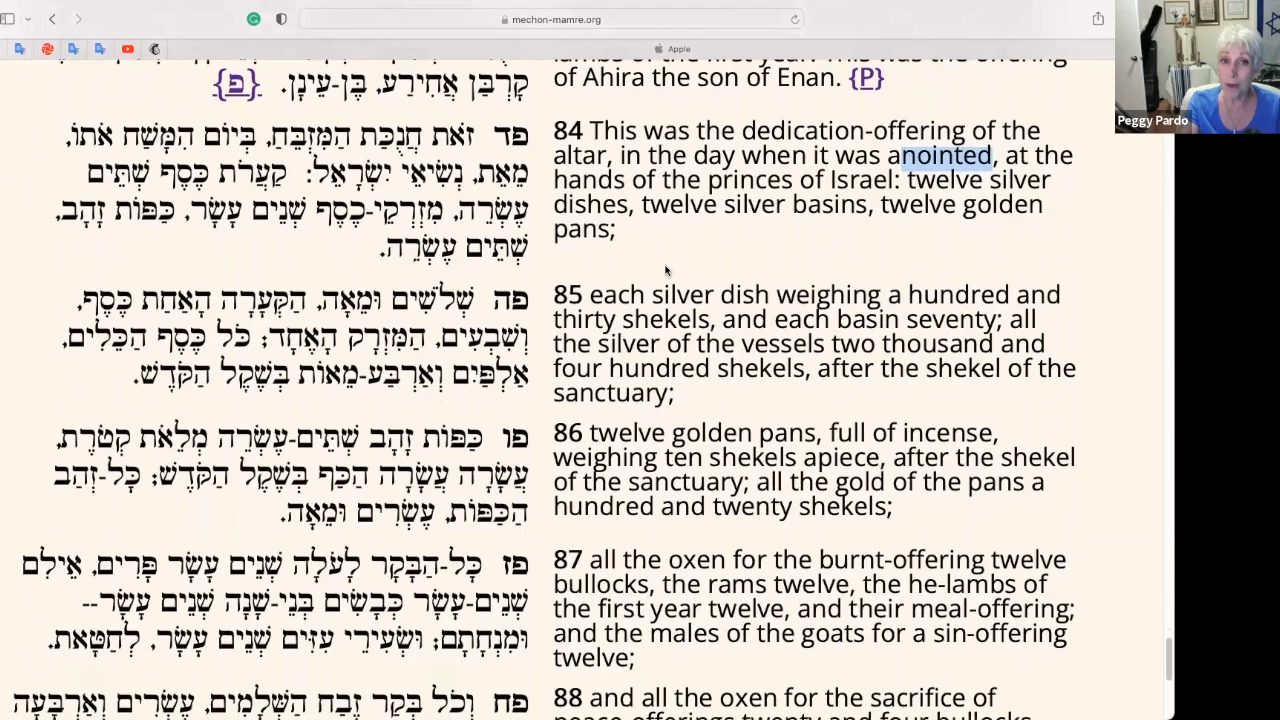 mechon-mamre.org
Apple
Peggy Pardo
קָרְבַּן אֲחִירַע, בֶּן-עֵינָן. {פ}
of Ahira the son of Enan. {P}
פד זֹאת חֲנֻכַּת הַמִּזְבֵּחַ, בְּיוֹם הִמָּשַׁח אֹתוֹ,
מֵאֵת, נְשִׂיאֵי יִשְׂרָאֵל: קַעֲרֹת כֶּסֶף שְׁתֵּים
עֶשְׂרֵה, מִזְרְקֵי-כֶסֶף שְׁנֵים עָשָׂר, כַּפּוֹת זָהָב,
שְׁתֵּים עֶשְׂרֵה.
84 This was the dedication-offering of the
altar, in the day when it was anointed, at the
hands of the princes of Israel: twelve silver
dishes, twelve silver basins, twelve golden
pans;
פה שְׁלֹשִׁים וּמֵאָה, הַקְּעָרָה הָאַחַת כֶּסֶף,
וְשִׁבְעִים, הַמִּזְרָק הָאֶחָד; כֹּל כֶּסֶף הַכֵּלִים,
אַלְפַּיִם וְאַרְבַּע-מֵאוֹת בְּשֶׁקֶל הַקֹּדֶשׁ.
85 each silver dish weighing a hundred and
thirty shekels, and each basin seventy; all
the silver of the vessels two thousand and
four hundred shekels, after the shekel of the
sanctuary;
פו כַּפּוֹת זָהָב שְׁתֵּים-עֶשְׂרֵה מְלֵאֹת קְטֹרֶת,
עֲשָׂרָה עֲשָׂרָה הַכַּף בְּשֶׁקֶל הַקֹּדֶשׁ; כָּל-זְהַב
הַכַּפּוֹת, עֶשְׂרִים וּמֵאָה.
86 twelve golden pans, full of incense,
weighing ten shekels apiece, after the shekel
of the sanctuary; all the gold of the pans a
hundred and twenty shekels;
פז כָּל-הַבָּקָר לָעֹלָה שְׁנֵים עָשָׂר פָּרִים, אֵילִם
שְׁנֵים-עָשָׂר כְּבָשִׂים בְּנֵי-שָׁנָה שְׁנֵים עָשָׂר--
וּמִנְחָתָם; וּשְׂעִירֵי עִזִּים שְׁנֵים עָשָׂר, לְחַטָּאת.
87 all the oxen for the burnt-offering twelve
bullocks, the rams twelve, the he-lambs of
the first year twelve, and their meal-offering;
and the males of the goats for a sin-offering
twelve;
פח וְכֹל בְּקַר זֶבַח הַשְּׁלָמִים, עֶשְׂרִים וְאַרְבָּעָה
88 and all the oxen for the sacrifice of